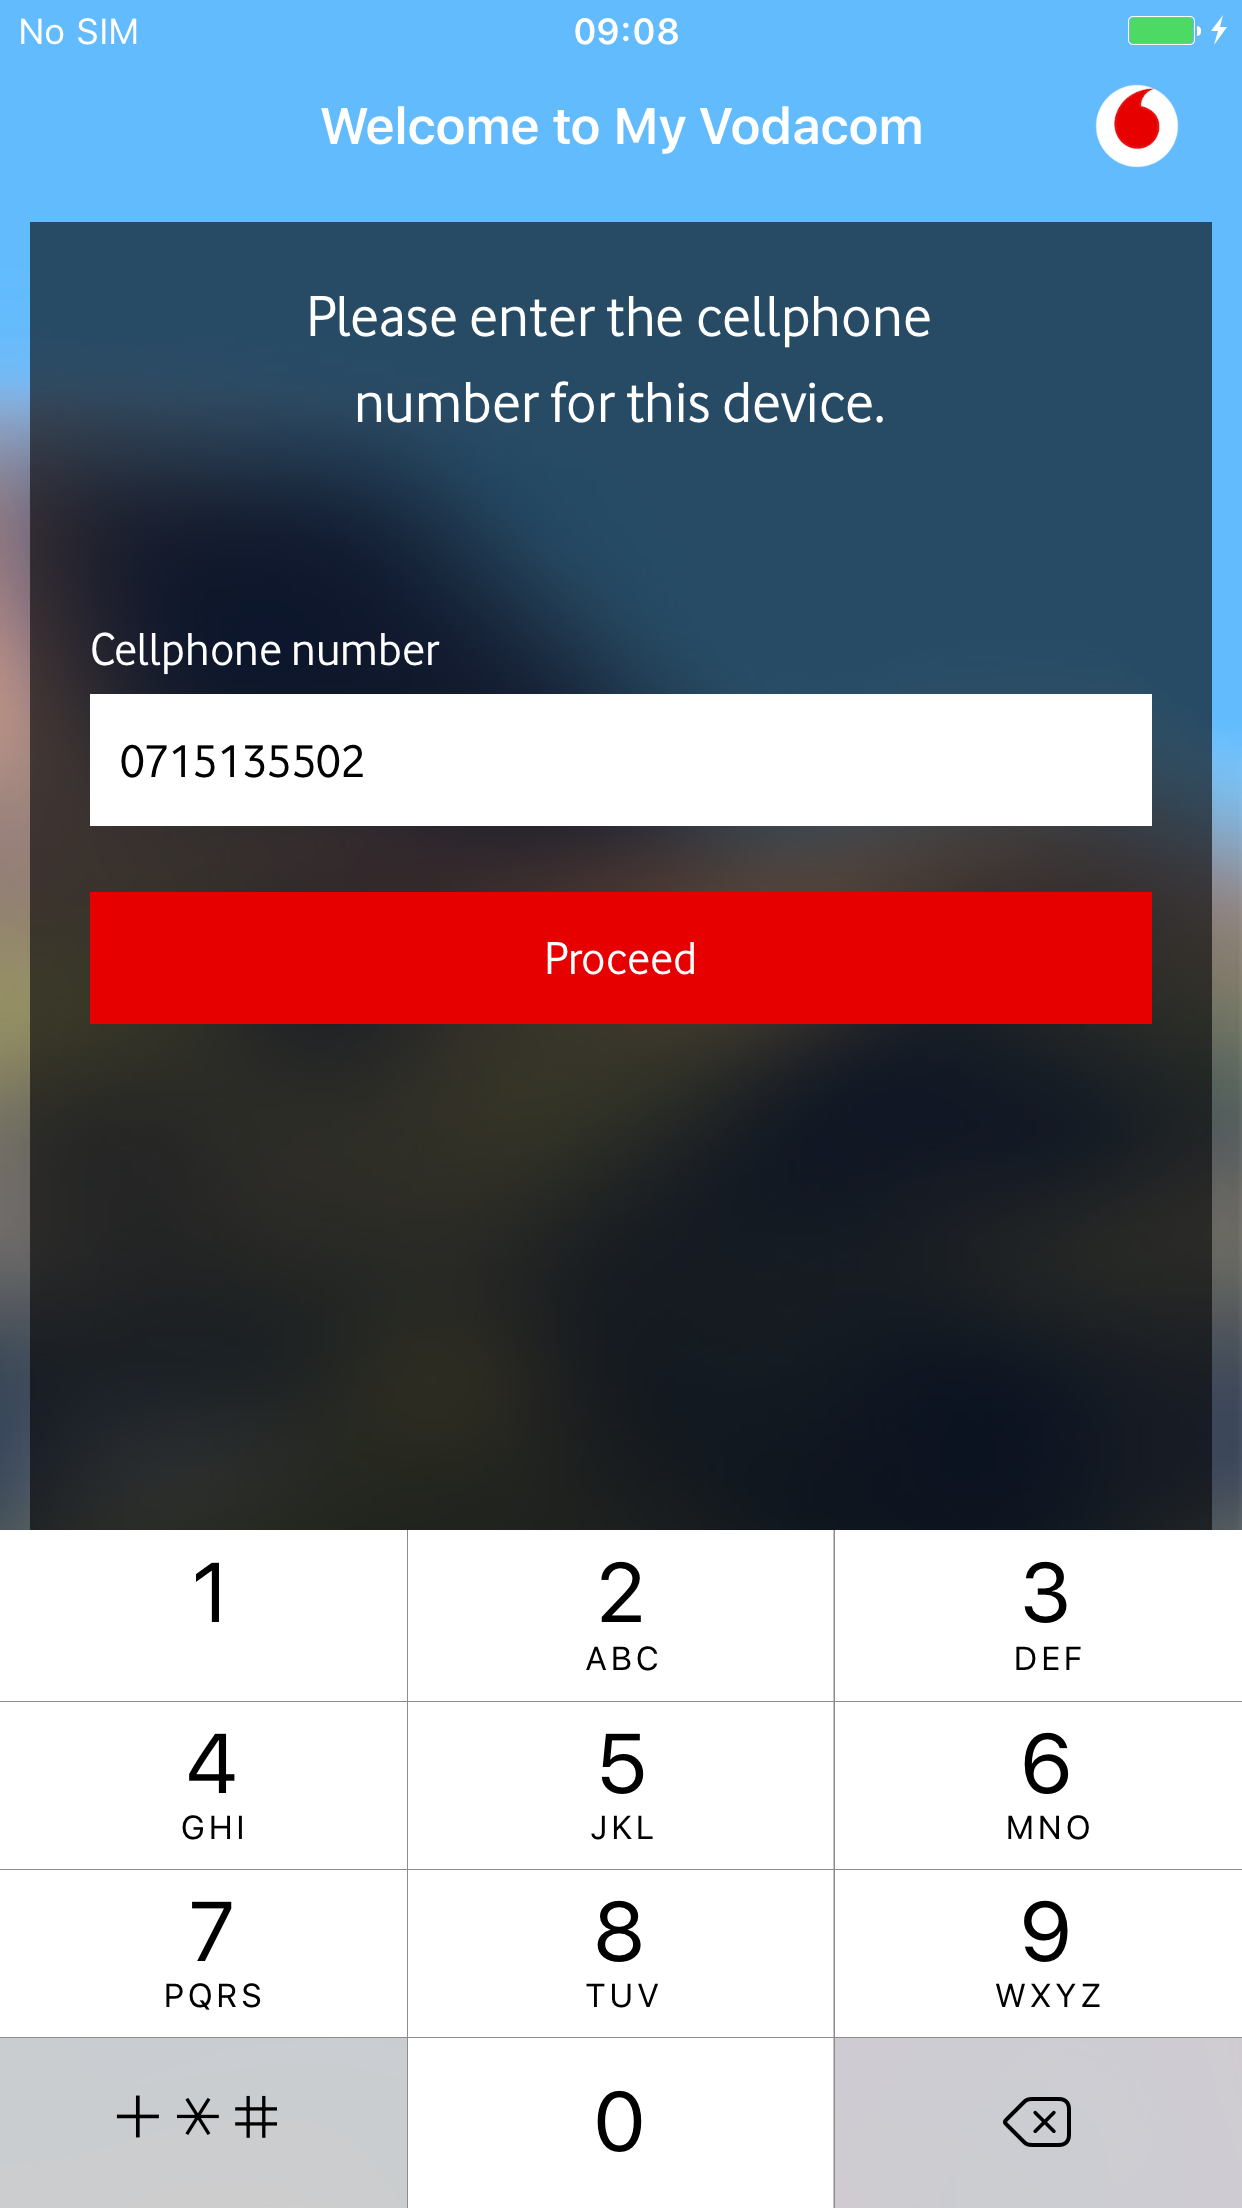 No SIM 09:08
Welcome to My Vodacom
Please enter the cellphone
number for this device.
Cellphone number
0715135502
Proceed
1 2 3
ABC DEF
4 5 6
GHI JKL MNO
7 8 9
PQRS TUV WXYZ
+ * # 0